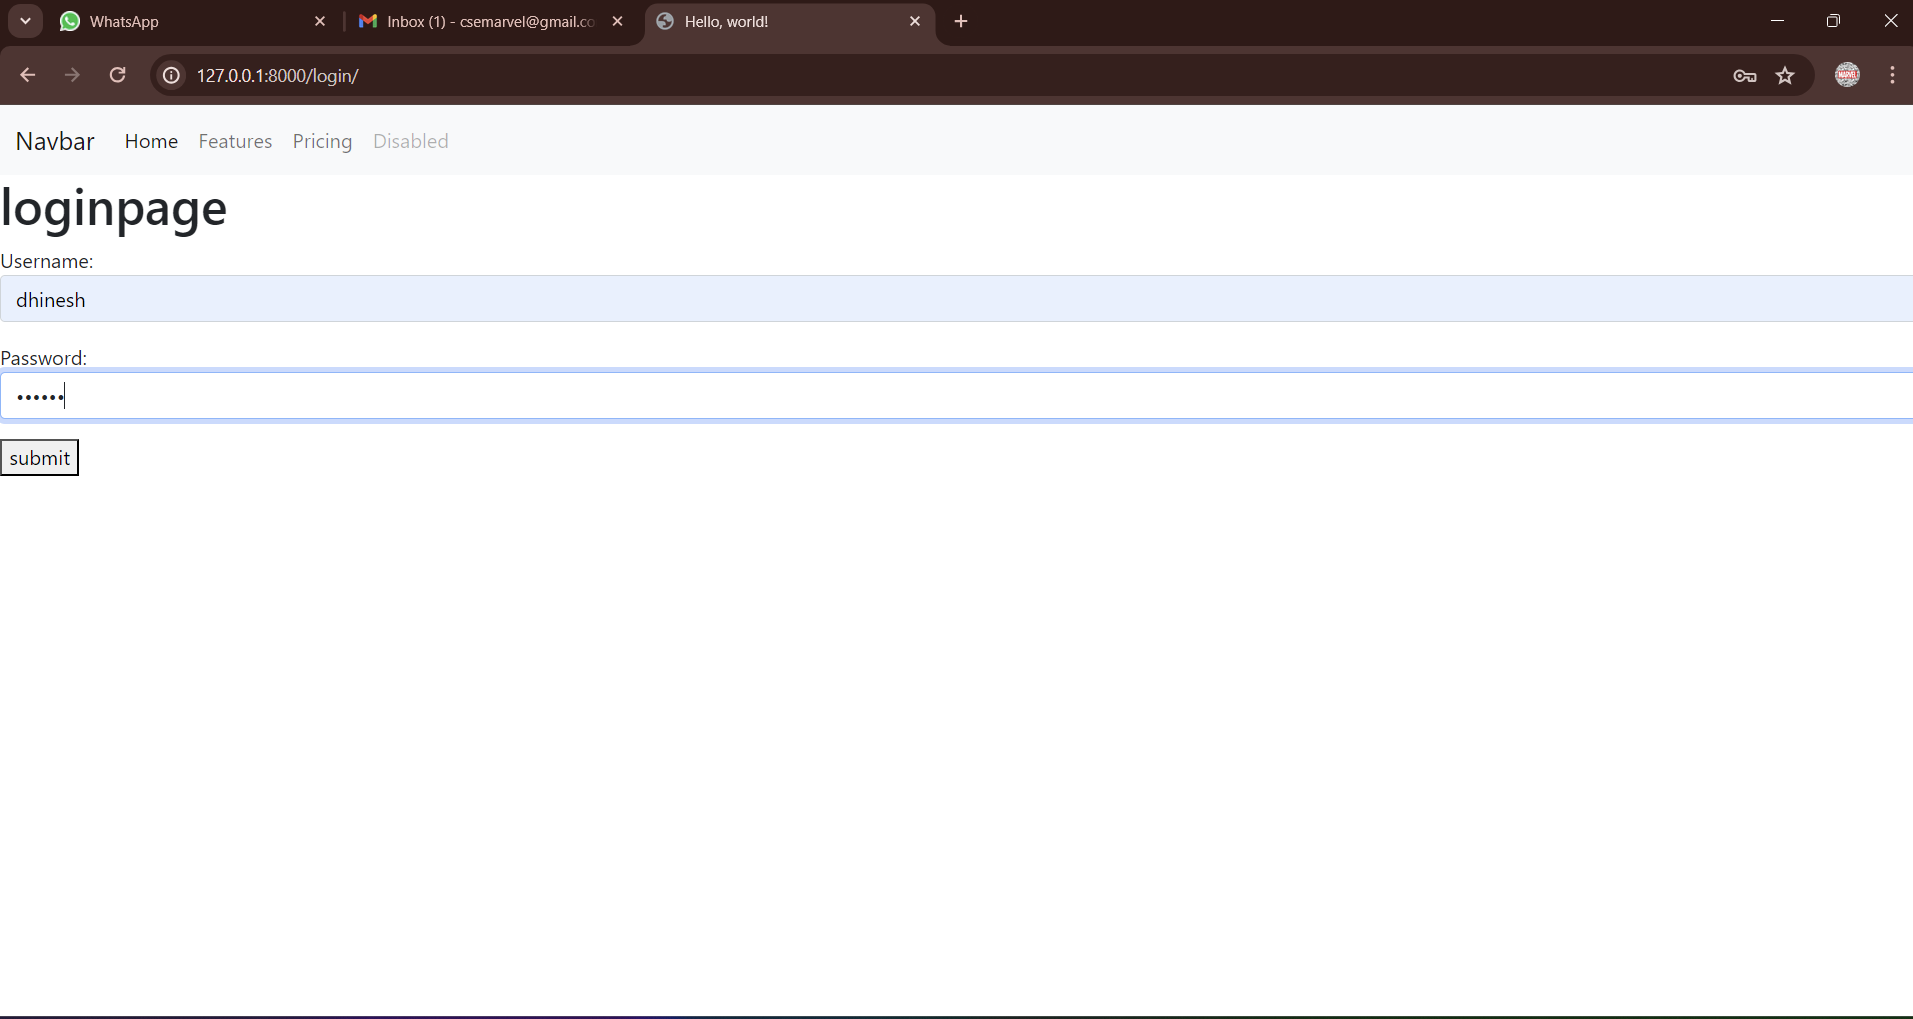 WhatsApp
Inbox (1) - csemarvel@gmail.co
Hello, world!
127.0.0.1:8000/login/
Navbar Home Features Pricing Disabled
loginpage
Username:
dhinesh
Password:
••••••
submit